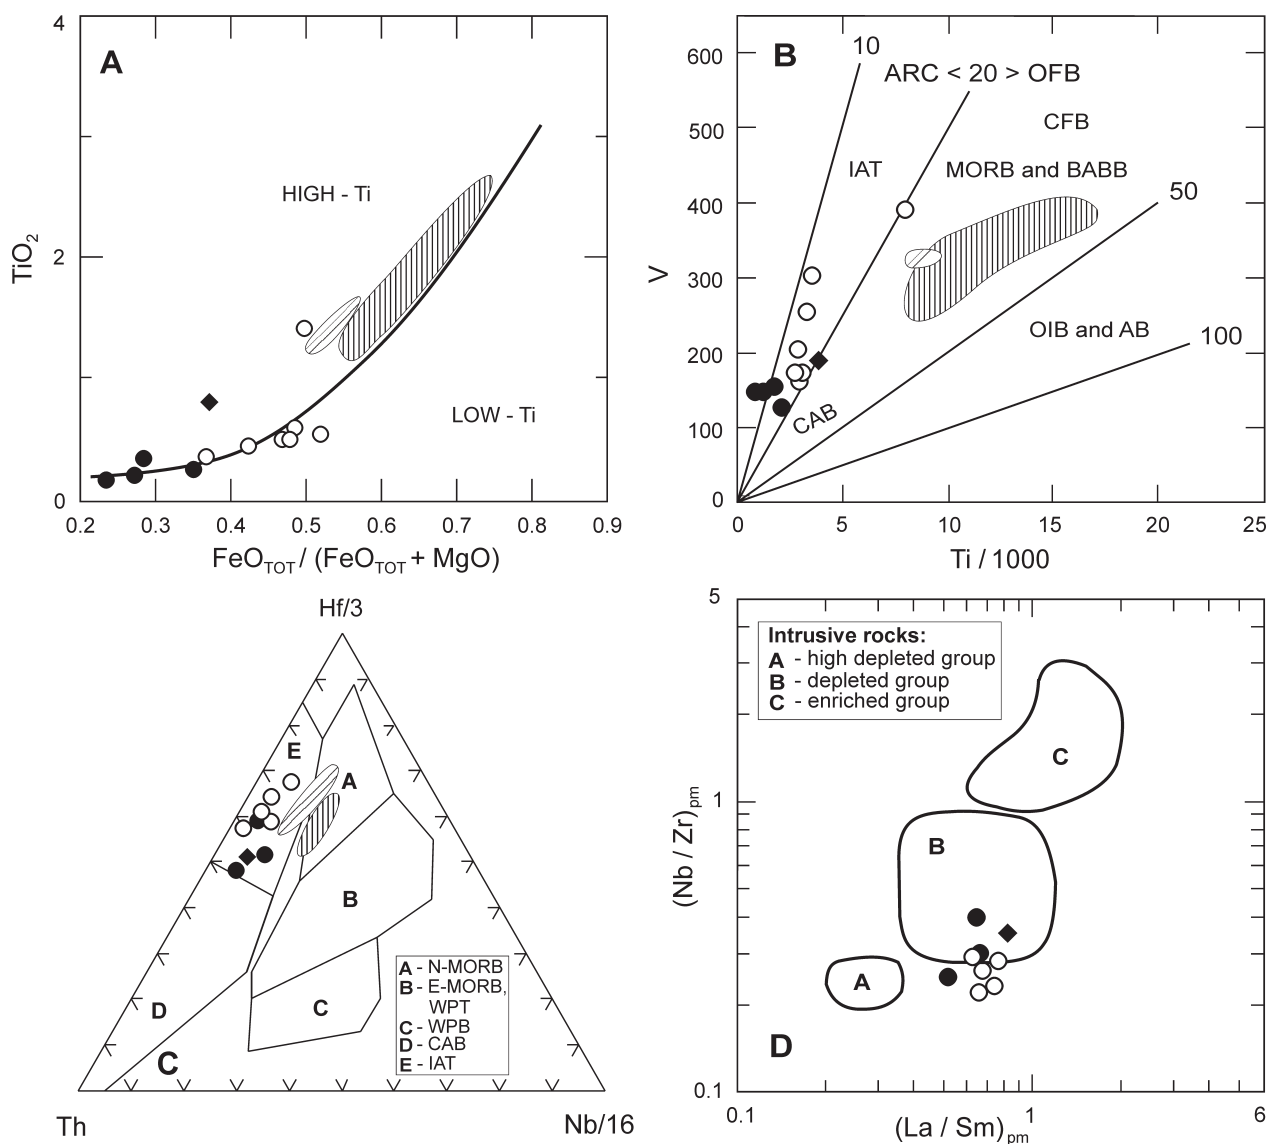 A
4
2
0
TiO2
HIGH - Ti
LOW - Ti
0.2 0.3 0.4 0.5 0.6 0.7 0.8 0.9
FeOTOT / (FeOTOT + MgO)
B
600
500
400
300
200
100
0
V
10
ARC < 20 > OFB
CFB
IAT
MORB and BABB
50
OIB and AB
100
CAB
0 5 10 15 20 25
Ti / 1000
Hf/3
E
A
B
D
C
C
A - N-MORB
B - E-MORB,
WPT
C - WPB
D - CAB
E - IAT
Th
Nb/16
5
1
0.1
(Nb / Zr)pm
Intrusive rocks:
A - high depleted group
B - depleted group
C - enriched group
C
B
A
D
0.1 1 6
(La / Sm)pm